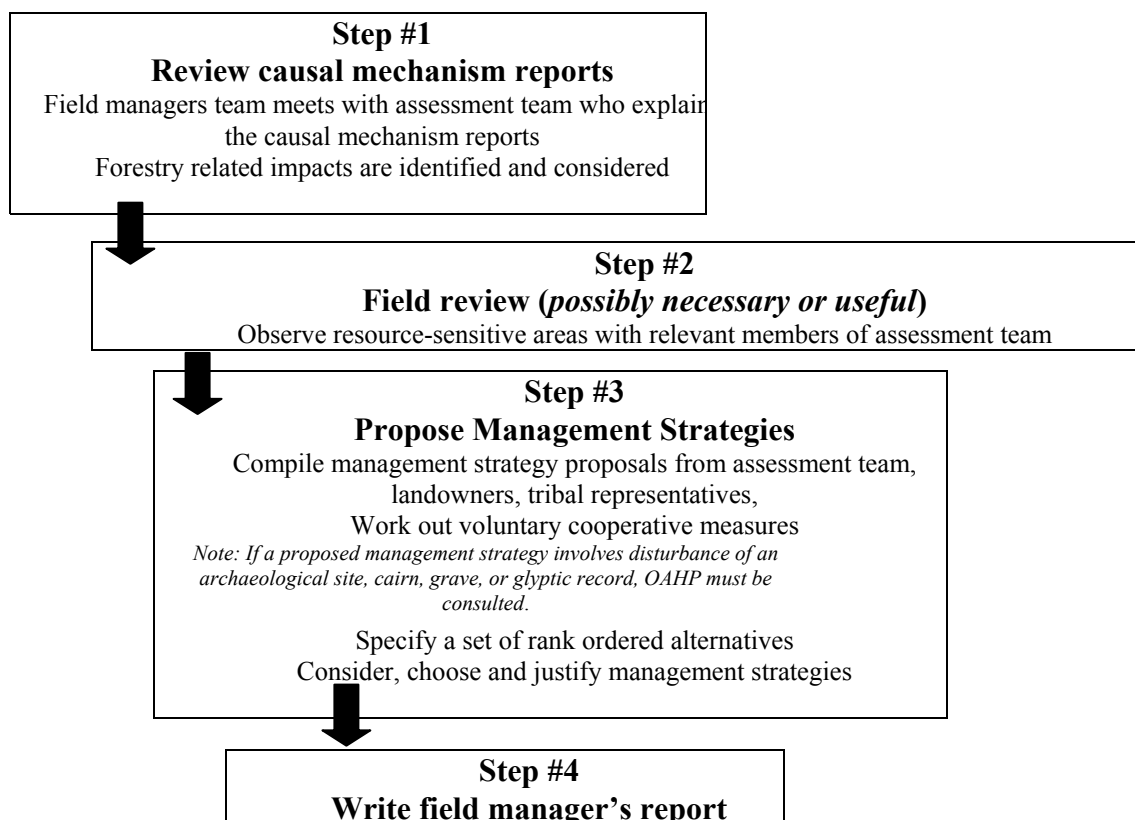 Step #1
Review causal mechanism reports
Field managers team meets with assessment team who explain
the causal mechanism reports
Forestry related impacts are identified and considered
Step #2
Field review (possibly necessary or useful)
Observe resource-sensitive areas with relevant members of assessment team
Step #3
Propose Management Strategies
Compile management strategy proposals from assessment team,
landowners, tribal representatives,
Work out voluntary cooperative measures
Note: If a proposed management strategy involves disturbance of an
archaeological site, cairn, grave, or glyptic record, OAHP must be
consulted.
Specify a set of rank ordered alternatives
Consider, choose and justify management strategies
Step #4
Write field manager's report